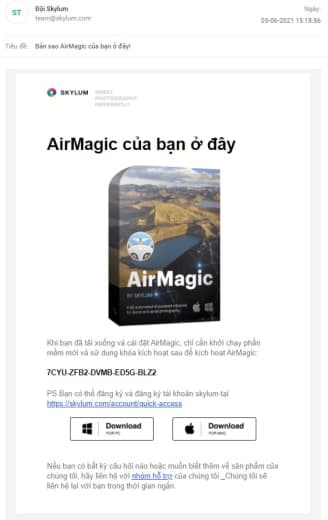 ST
Đội Skylum
team@skylum.com
Ngày:
05-06-2021 15:18:56
Tiêu đề: Bản sao AirMagic của bạn ở đây!
SKYLUM
AirMagic của bạn ở đây
AirMagic
BY SKYLUM
Khi bạn đã tải xuống và cài đặt AirMagic, chỉ cần khởi chạy phần
mềm mới và sử dụng khóa kích hoạt sau để kích hoạt AirMagic:
7CYU-ZFB2-DVMB-ED5G-BLZ2
PS Bạn có thể đăng ký và đăng ký tài khoản skylum tại
https://skylum.com/account/quick-access
Download
FOR PC
Download
FOR MAC
Nếu bạn có bất kỳ câu hỏi nào hoặc muốn biết thêm về sản phẩm của
chúng tôi, hãy liên hệ với nhóm hỗ trợ của chúng tôi _Chúng tôi sẽ
liên hệ lại với bạn trong thời gian ngắn.